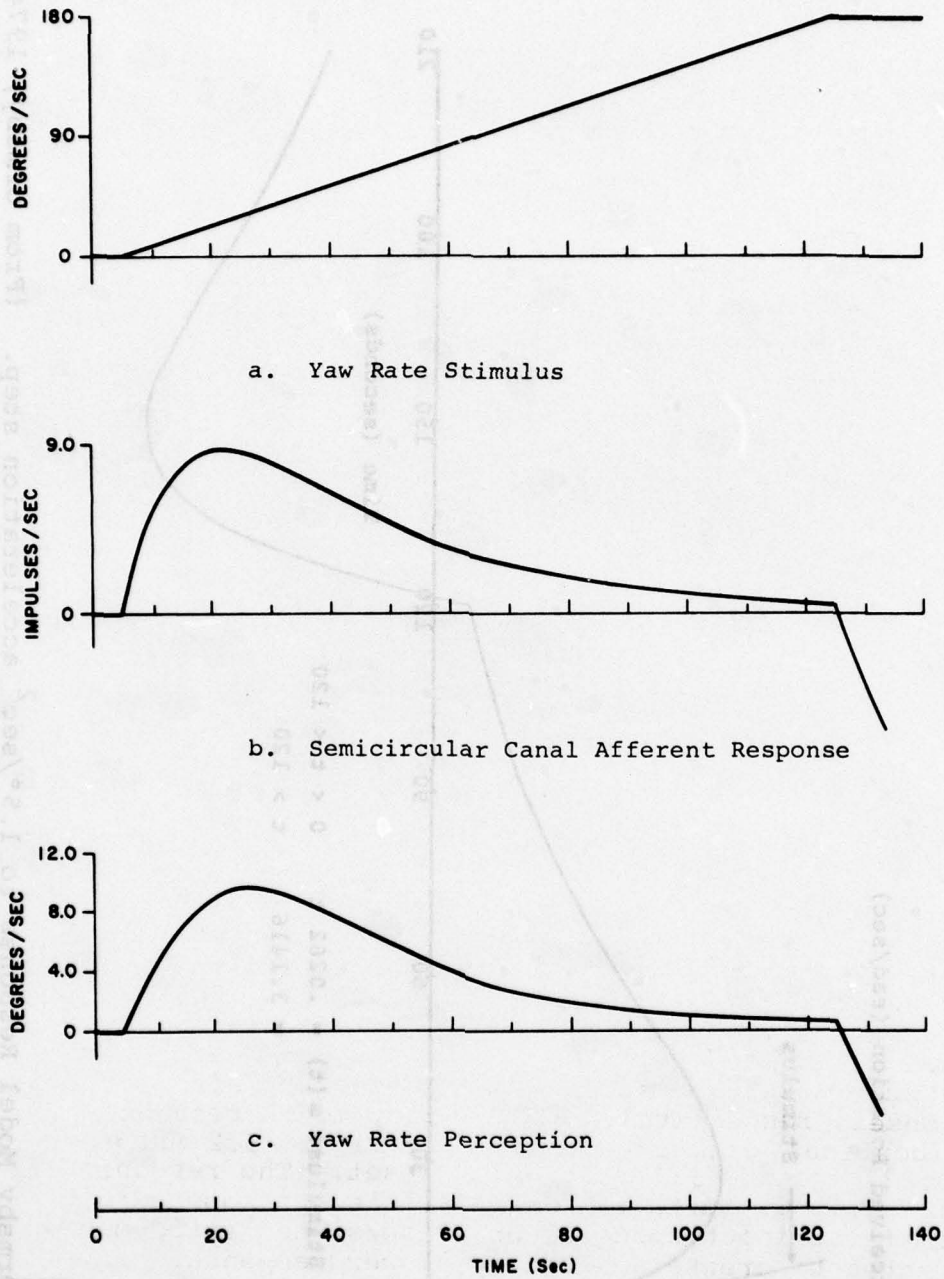 180
90
0
DEGREES / SEC
a. Yaw Rate Stimulus
9.0
0
IMPULSES / SEC
b. Semicircular Canal Afferent Response
12.0
8.0
4.0
0
DEGREES / SEC
c. Yaw Rate Perception
0 20 40 60 80 100 120 140
TIME (Sec)